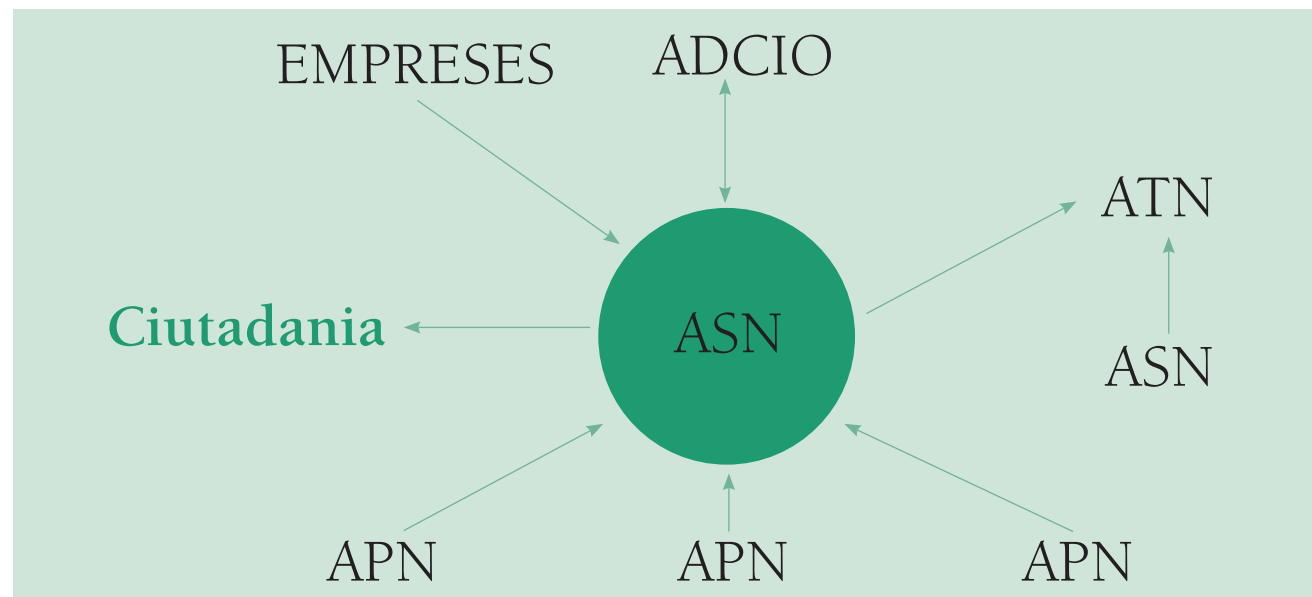 EMPRESES
ADCIO
ATN
Ciutadania
ASN
ASN
APN
APN
APN